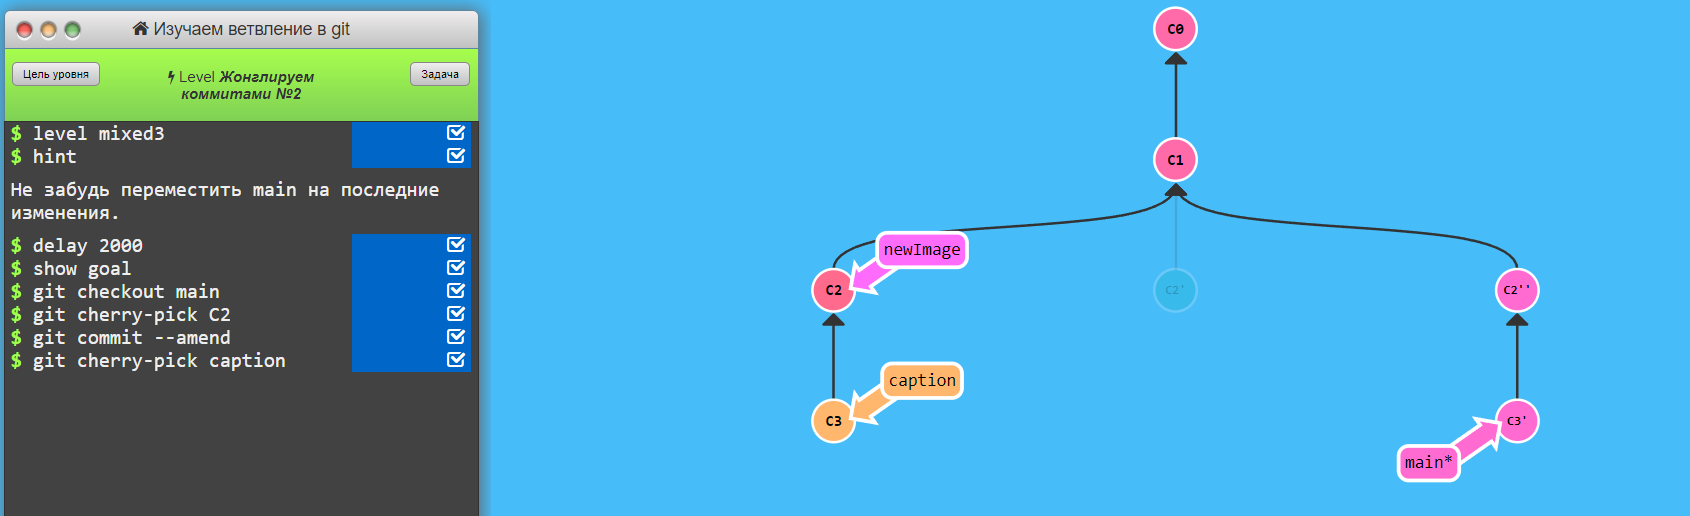 Изучаем ветвление в git
Цель уровня
Level Жонглируем
коммитами №2
Задача
$ level mixed3
$ hint
Не забудь переместить main на последние
изменения.
$ delay 2000
$ show goal
$ git checkout main
$ git cherry-pick C2
$ git commit --amend
$ git cherry-pick caption
C0
C1
newImage
C2
C2'
C2''
caption
C3
C3'
main*